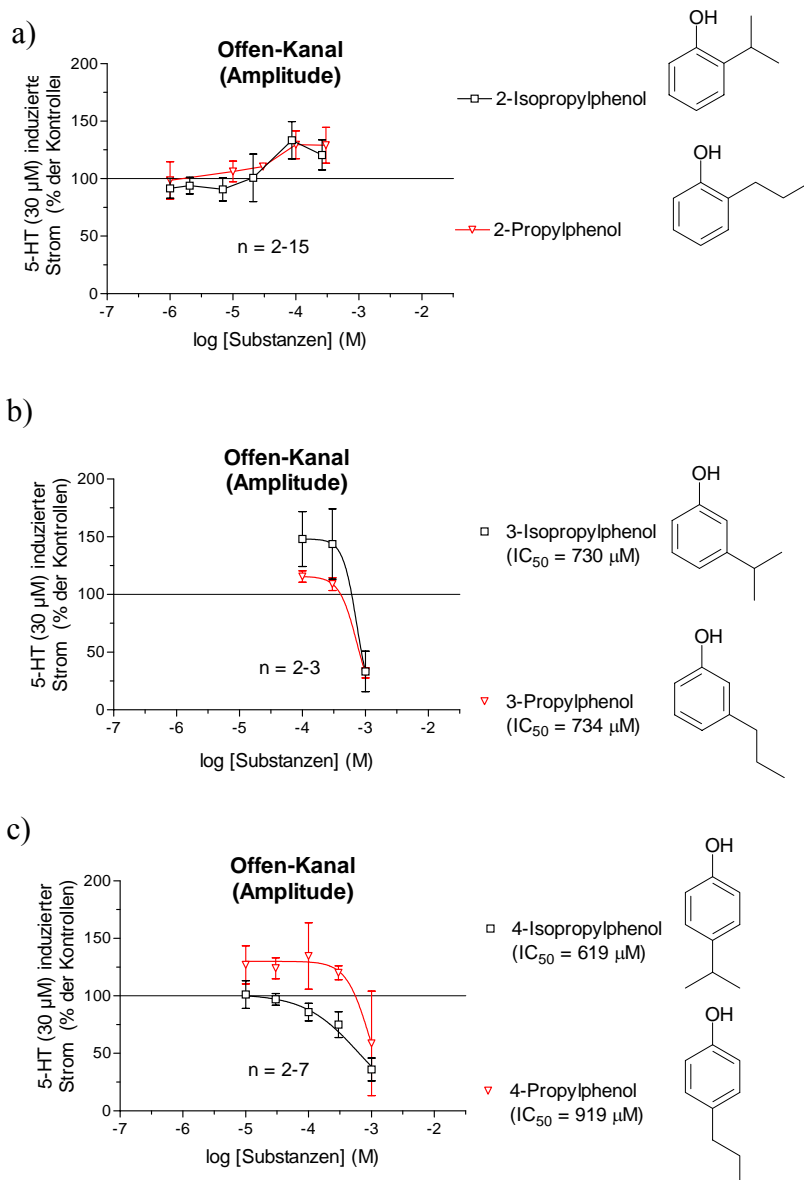 a)
Offen-Kanal
(Amplitude)
5-HT (30 µM) induzierte
Strom (% der Kontrollen
200
150
100
50
0
n = 2-15
-7 -6 -5 -4 -3 -2
log [Substanzen] (M)
2-Isopropylphenol
OH
2-Propylphenol
OH
b)
Offen-Kanal
(Amplitude)
5-HT (30 µM) induzierter
Strom (% der Kontrollen)
200
150
100
50
0
n = 2-3
-7 -6 -5 -4 -3 -2
log [Substanzen] (M)
3-Isopropylphenol
(IC50 = 730 µM)
OH
3-Propylphenol
(IC50 = 734 µM)
OH
c)
Offen-Kanal
(Amplitude)
5-HT (30 µM) induzierter
Strom (% der Kontrollen)
200
150
100
50
0
n = 2-7
-7 -6 -5 -4 -3 -2
log [Substanzen] (M)
4-Isopropylphenol
(IC50 = 619 µM)
OH
4-Propylphenol
(IC50 = 919 µM)
OH